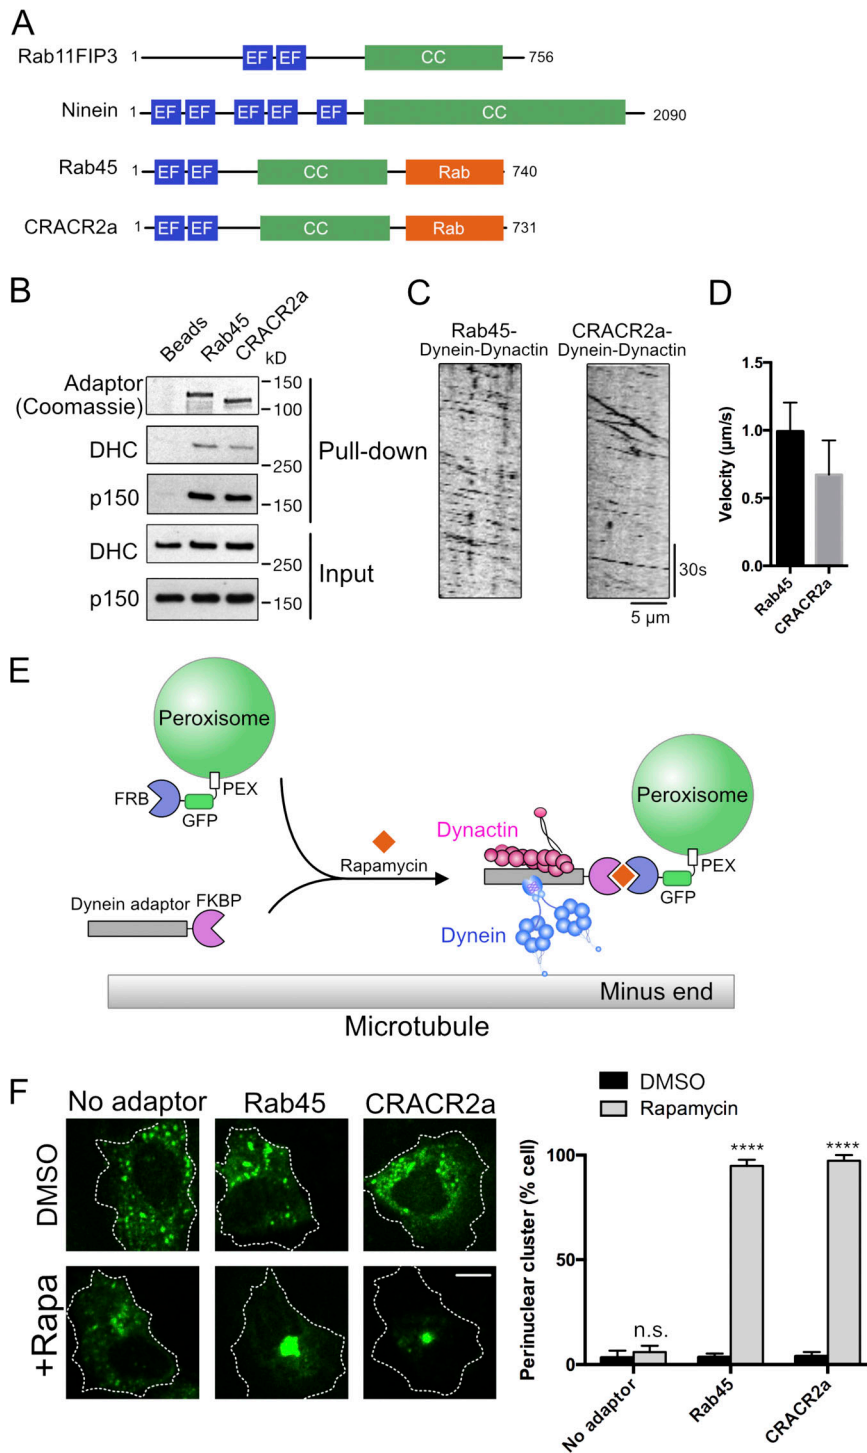 A
Rab11FIP3 1 EF EF CC 756
Ninein 1 EF EF EF EF EF CC 2090
Rab45 1 EF EF CC Rab 740
CRACR2a 1 EF EF CC Rab 731
B
Beads Rab45 CRACR2a kD
Adaptor
(Coomassie)
150
100
DHC
250
p150
150
Pull-down
DHC
250
p150
150
Input
C
Rab45-
Dynein-Dynactin
CRACR2a-
Dynein-Dynactin
30s
5 µm
D
Velocity (µm/s)
1.5
1.0
0.5
0.0
Rab45
CRACR2a
E
Peroxisome
FRB
PEX
GFP
Dynein adaptor
FKBP
Rapamycin
Dynactin
Dynein
Peroxisome
PEX
GFP
Minus end
Microtubule
F
No adaptor Rab45 CRACR2a
DMSO
+Rapa
DMSO
Rapamycin
Perinuclear cluster (% cell)
100
50
0
n.s.
****
****
No adaptor
Rab45
CRACR2a